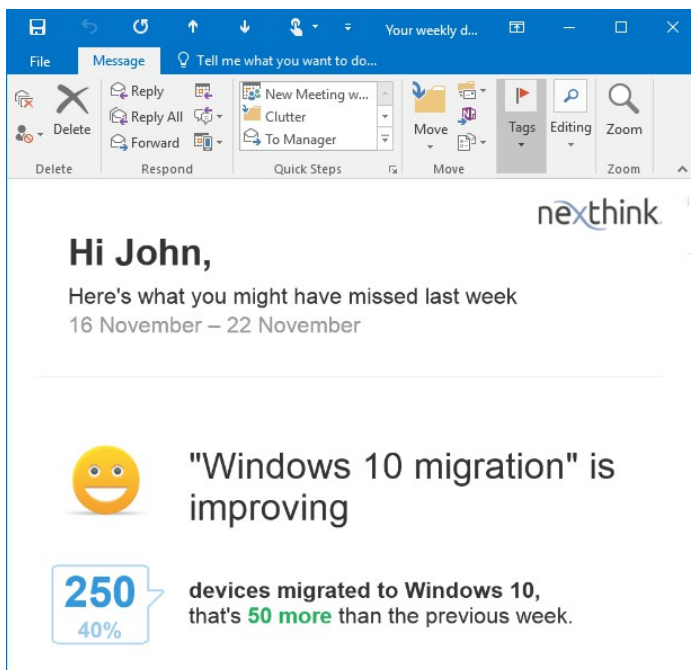 Your weekly d...
File Message Tell me what you want to do...
Delete
Reply
Reply All
Forward
New Meeting w...
Clutter
To Manager
Move
Tags
Editing
Zoom
Delete Respond Quick Steps Move Zoom
nexthink
Hi John,
Here's what you might have missed last week
16 November – 22 November
"Windows 10 migration" is
improving
250
40%
devices migrated to Windows 10,
that's 50 more than the previous week.